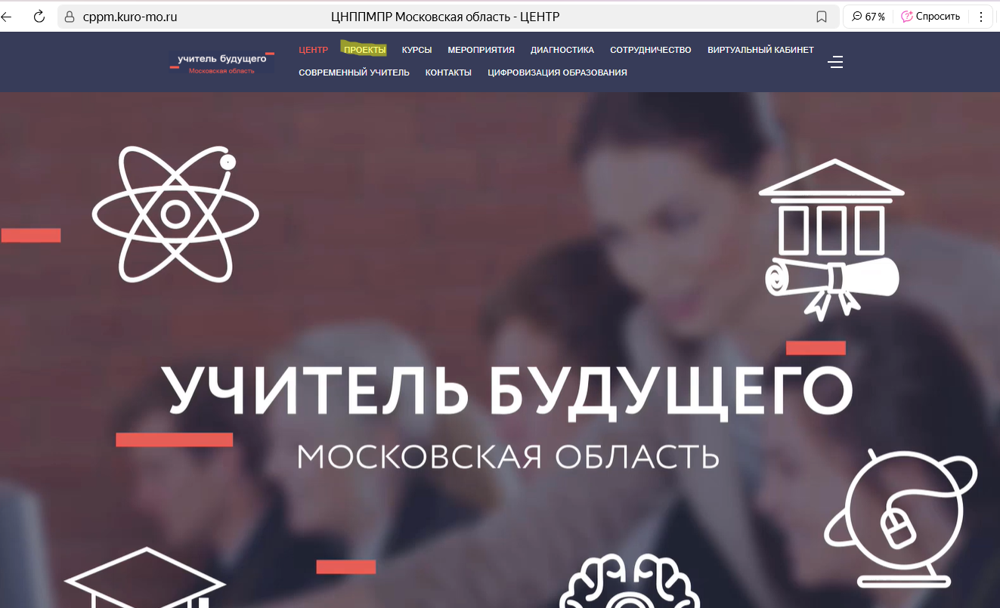 cppm.kuro-mo.ru ЦНППМПР Московская область - ЦЕНТР 67 % Спросить
учитель будущего
Московская область
ЦЕНТР ПРОЕКТЫ КУРСЫ МЕРОПРИЯТИЯ ДИАГНОСТИКА СОТРУДНИЧЕСТВО ВИРТУАЛЬНЫЙ КАБИНЕТ
СОВРЕМЕННЫЙ УЧИТЕЛЬ КОНТАКТЫ ЦИФРОВИЗАЦИЯ ОБРАЗОВАНИЯ
УЧИТЕЛЬ БУДУЩЕГО
МОСКОВСКАЯ ОБЛАСТЬ